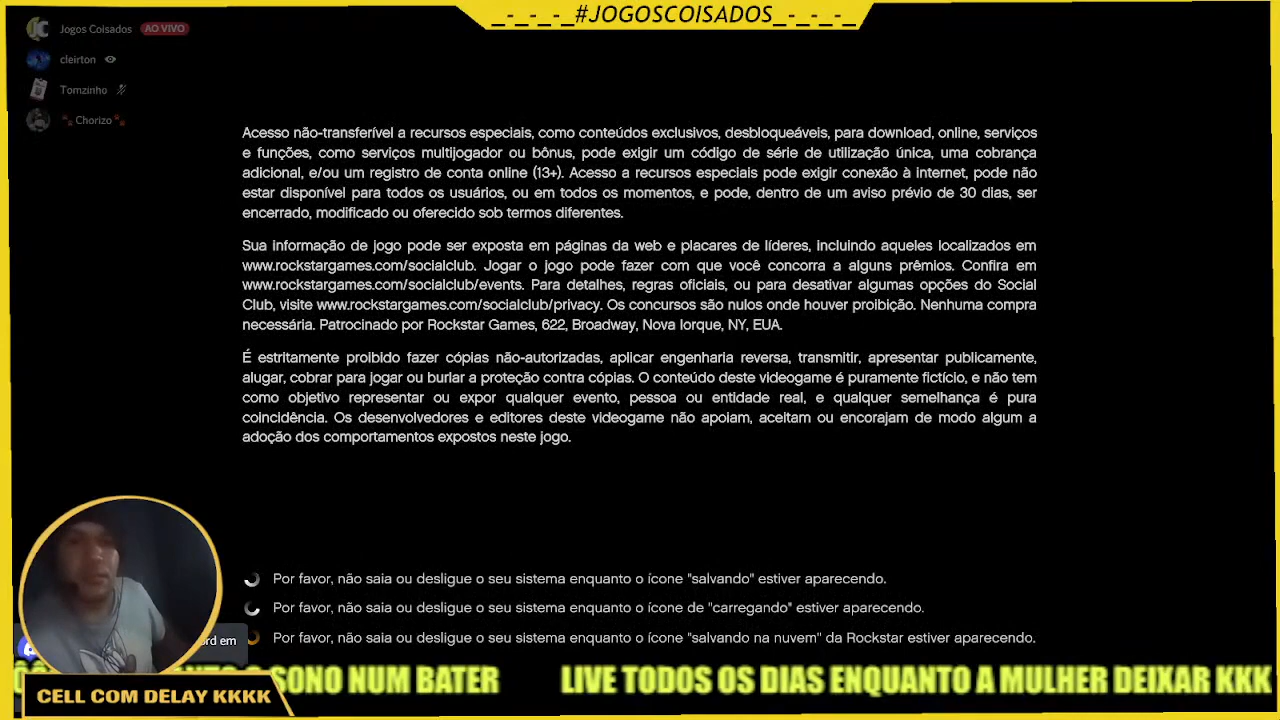 _-_-_-_#JOGOSCOISADOS_-_-_-_
Jogos Coisados AO VIVO
cleirton
Tomzinho
Chorizo
Acesso não-transferível a recursos especiais, como conteúdos exclusivos, desbloqueáveis, para download, online, serviços
e funções, como serviços multijogador ou bônus, pode exigir um código de série de utilização única, uma cobrança
adicional, e/ou um registro de conta online (13+). Acesso a recursos especiais pode exigir conexão à internet, pode não
estar disponível para todos os usuários, ou em todos os momentos, e pode, dentro de um aviso prévio de 30 dias, ser
encerrado, modificado ou oferecido sob termos diferentes.
Sua informação de jogo pode ser exposta em páginas da web e placares de líderes, incluindo aqueles localizados em
www.rockstargames.com/socialclub. Jogar o jogo pode fazer com que você concorra a alguns prêmios. Confira em
www.rockstargames.com/socialclub/events. Para detalhes, regras oficiais, ou para desativar algumas opções do Social
Club, visite www.rockstargames.com/socialclub/privacy. Os concursos são nulos onde houver proibição. Nenhuma compra
necessária. Patrocinado por Rockstar Games, 622, Broadway, Nova Iorque, NY, EUA.
É estritamente proibido fazer cópias não-autorizadas, aplicar engenharia reversa, transmitir, apresentar publicamente,
alugar, cobrar para jogar ou burlar a proteção contra cópias. O conteúdo deste videogame é puramente fictício, e não tem
como objetivo representar ou expor qualquer evento, pessoa ou entidade real, e qualquer semelhança é pura
coincidência. Os desenvolvedores e editores deste videogame não apoiam, aceitam ou encorajam de modo algum a
adoção dos comportamentos expostos neste jogo.
Por favor, não saia ou desligue o seu sistema enquanto o ícone "salvando" estiver aparecendo.
Por favor, não saia ou desligue o seu sistema enquanto o ícone de "carregando" estiver aparecendo.
Por favor, não saia ou desligue o seu sistema enquanto o ícone "salvando na nuvem" da Rockstar estiver aparecendo.
em
SONO NUM BATER LIVE TODOS OS DIAS ENQUANTO A MULHER DEIXAR KKK
CELL COM DELAY KKKK